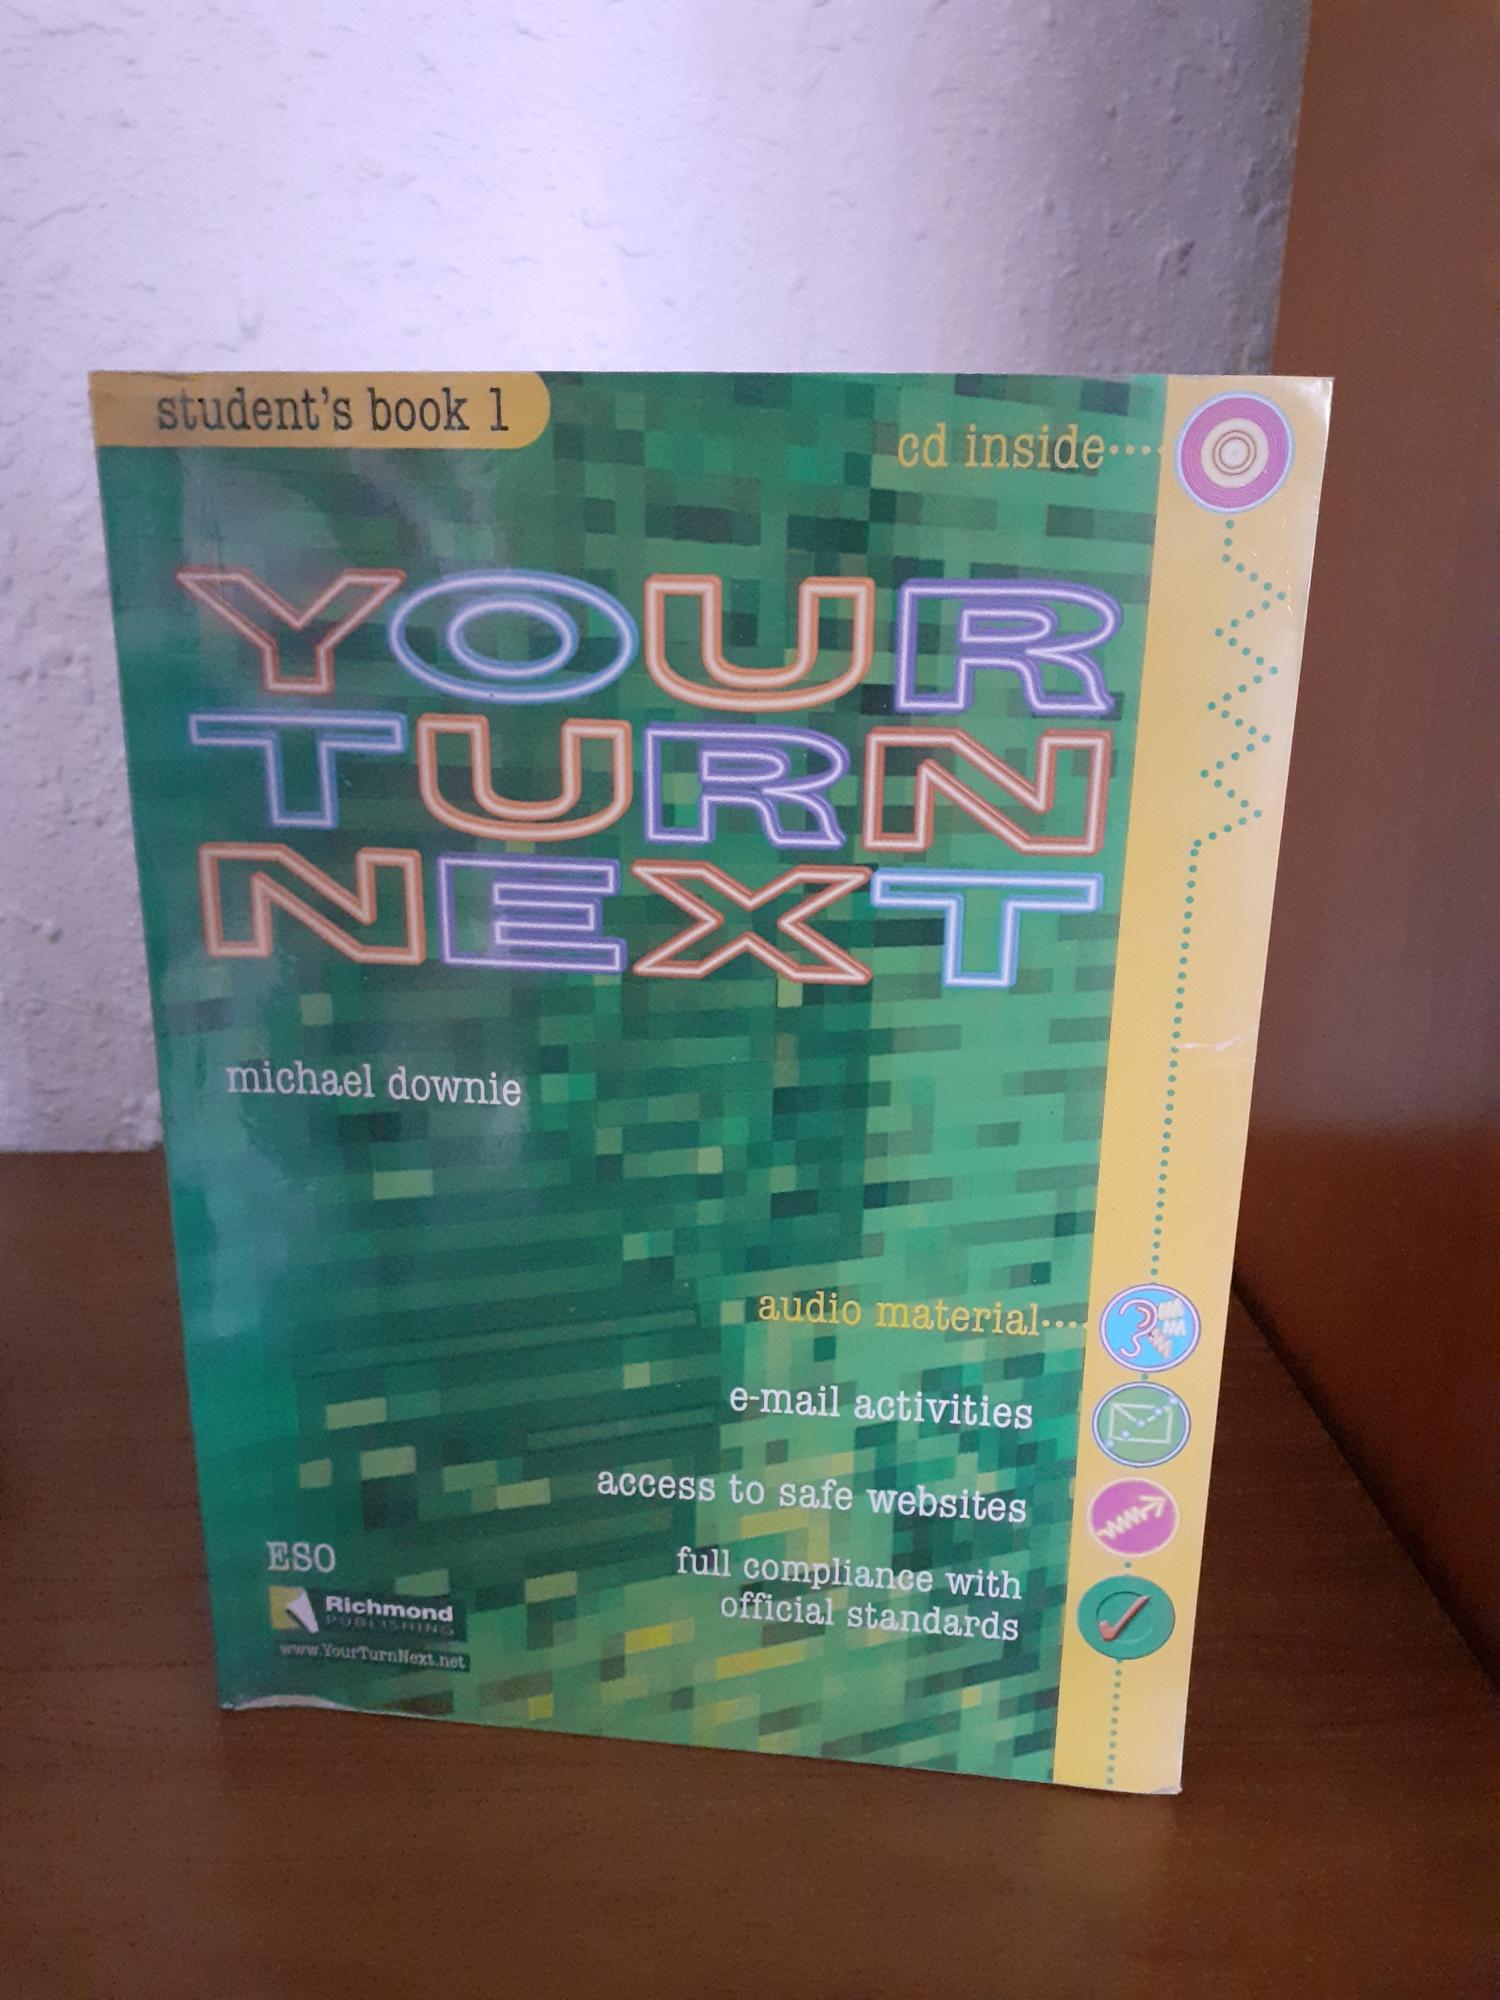 student's book 1
cd inside
YOUR
TURN
NEXT
michael downie
audio material
e-mail activities
access to safe websites
full compliance with
official standards
ESO
Richmond
PUBLISHING
www.YourTurnNext.net